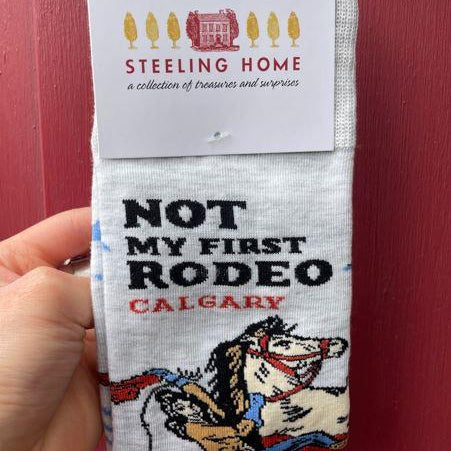 STEELING HOME
a collection of treasures and surprises
NOT
MY FIRST
RODEO
CALGARY